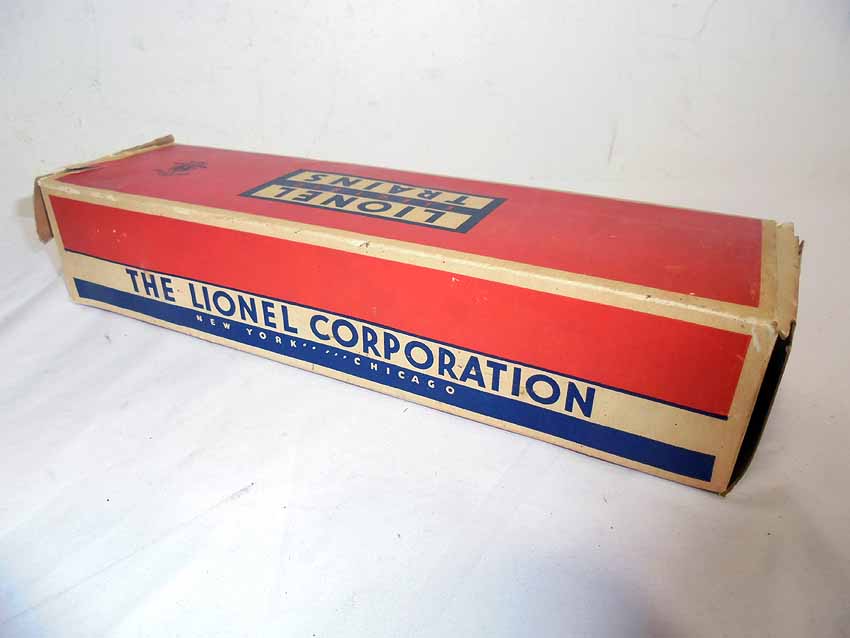 LIONEL
TRAINS
THE LIONEL CORPORATION
NEW YORK·····CHICAGO